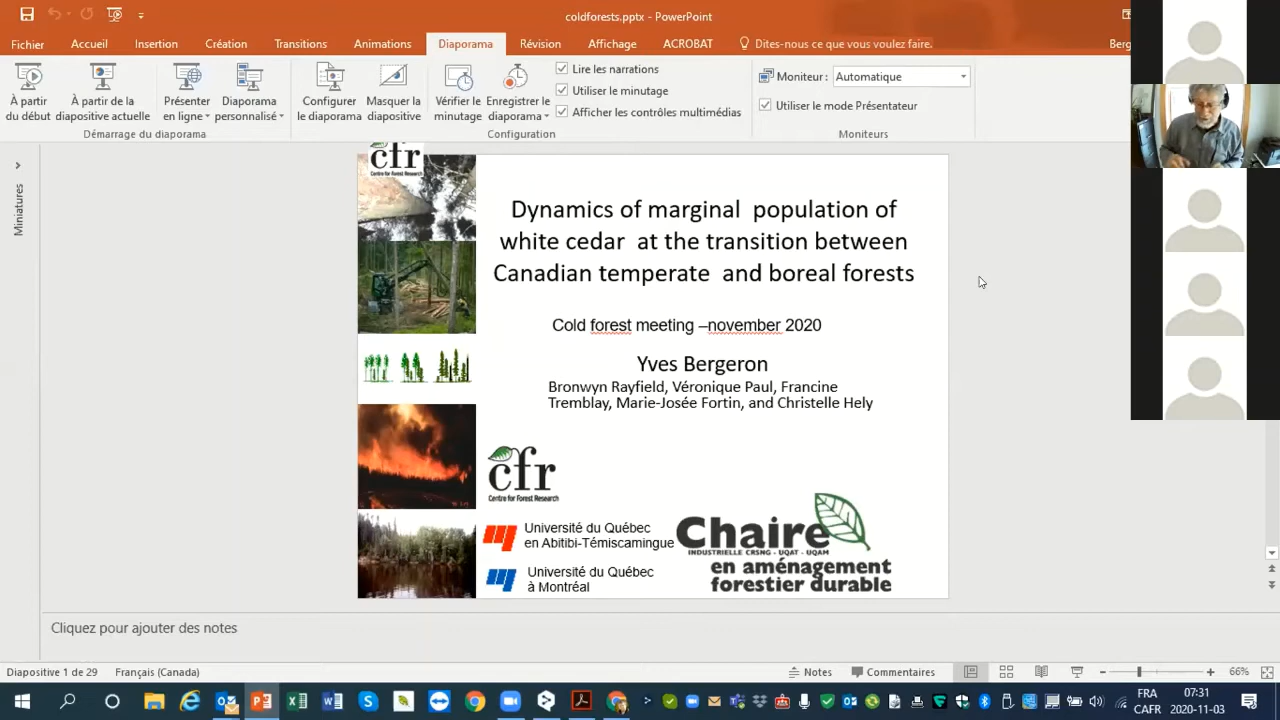 coldforests.pptx - PowerPoint
Fichier
Accueil
Insertion
Création
Transitions
Animations
Diaporama
Révision
Affichage
ACROBAT
Dites-nous ce que vous voulez faire.
Berg
À partir
du début
À partir de la
diapositive actuelle
Présenter
en ligne
Diaporama
personnalisé
Configurer
le diaporama
Masquer la
diapositive
Vérifier le
minutage
Enregistrer le
diaporama
Lire les narrations
Utiliser le minutage
Afficher les contrôles multimédias
Moniteur :
Automatique
Utiliser le mode Présentateur
Démarrage du diaporama
Configuration
Moniteurs
Miniatures
cfr
Centre for Forest Research
Dynamics of marginal population of
white cedar at the transition between
Canadian temperate and boreal forests
Cold forest meeting –november 2020
Yves Bergeron
Bronwyn Rayfield, Véronique Paul, Francine
Tremblay, Marie-Josée Fortin, and Christelle Hely
cfr
Centre for Forest Research
Université du Québec
en Abitibi-Témiscamingue
Université du Québec
à Montréal
Chaire
INDUSTRIELLE CRSNG - UQAT - UQAM
en aménagement
forestier durable
Cliquez pour ajouter des notes
Diapositive 1 de 29
Français (Canada)
Notes
Commentaires
66%
FRA
CAFR
07:31
2020-11-03